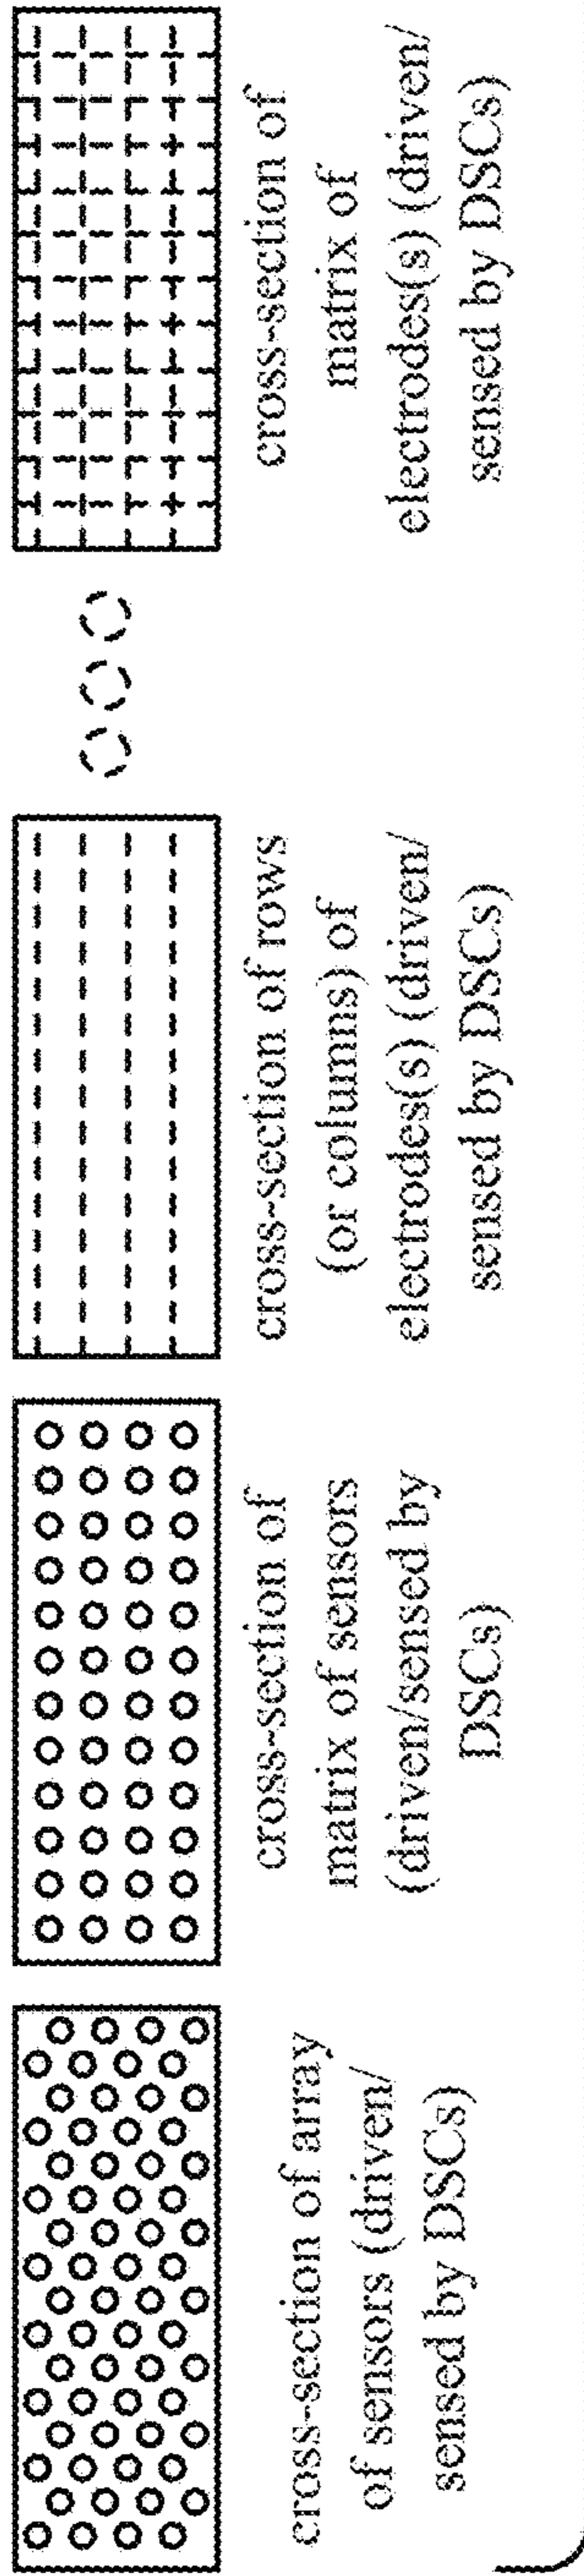 cross-section of array
of sensors (driven/
sensed by DSCs)
cross-section of
matrix of sensors
(driven/sensed by
DSCs)
cross-section of rows
(or columns) of
electrodes(s) (driven/
sensed by DSCs)
cross-section of
matrix of
electrodes(s) (driven/
sensed by DSCs)